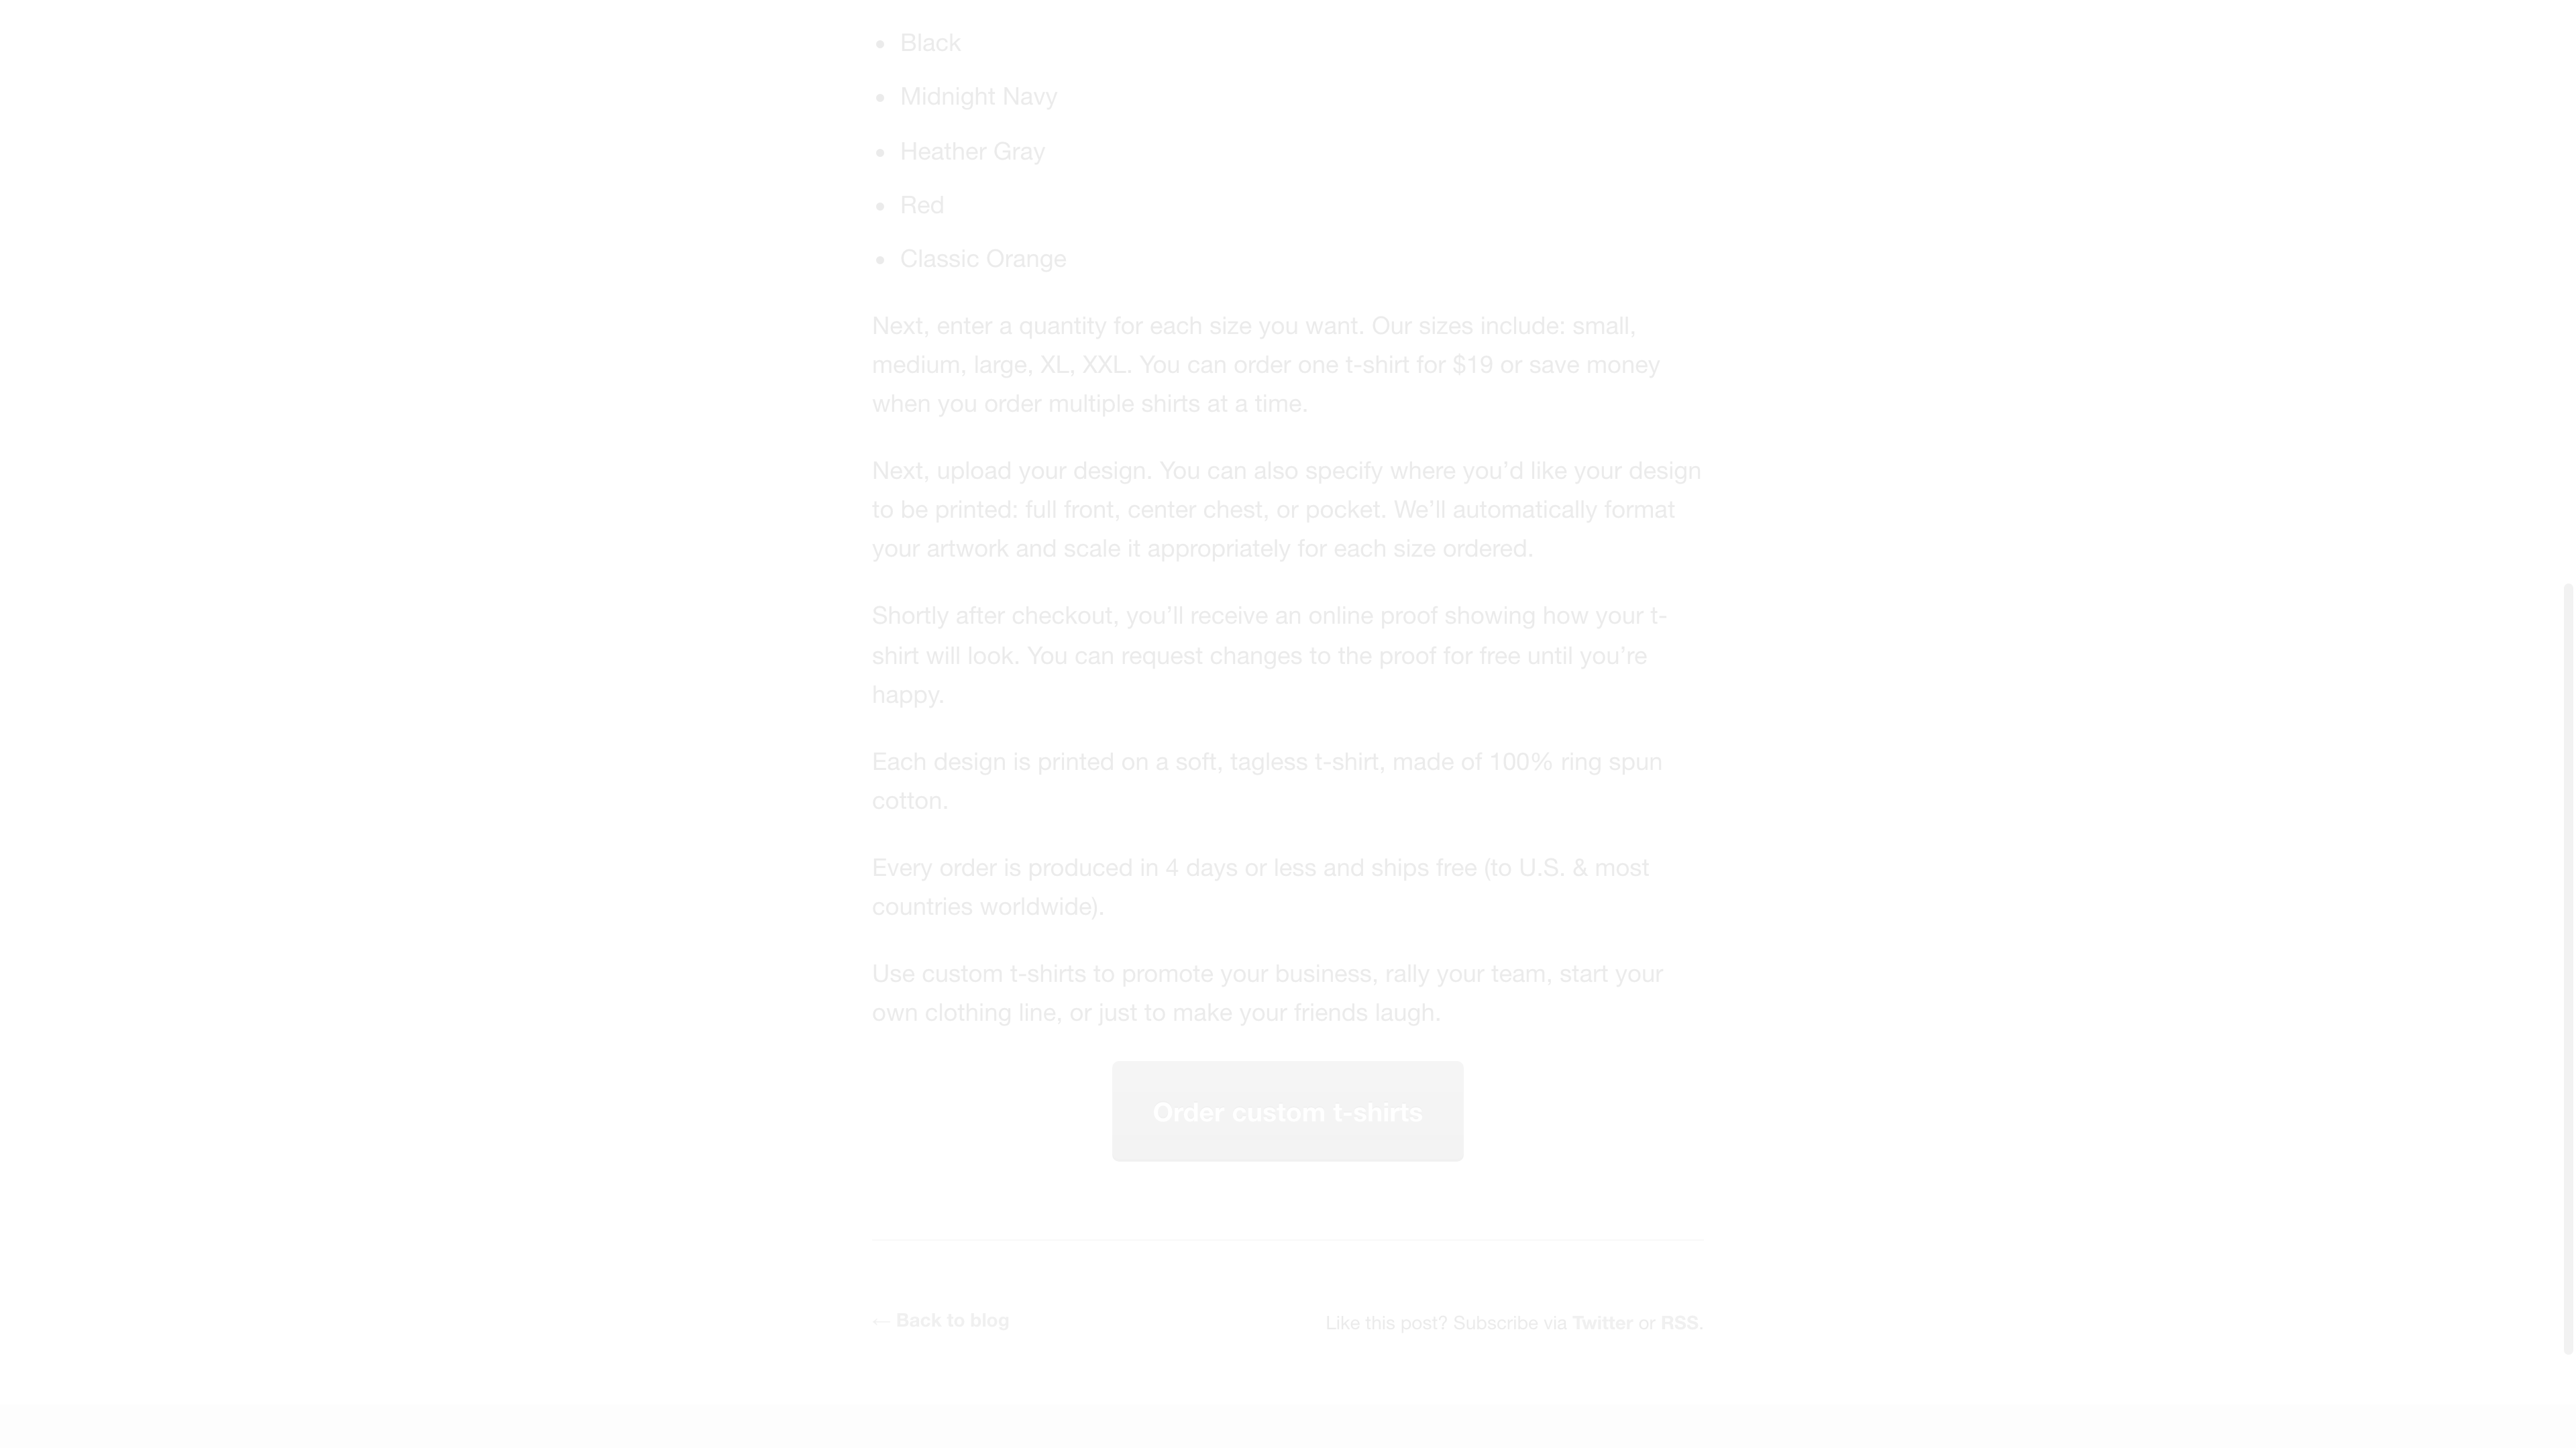 Black
Midnight Navy
Heather Gray
Red
Classic Orange
Next, enter a quantity for each size you want. Our sizes include: small,
medium, large, XL, XXL. You can order one t-shirt for $19 or save money
when you order multiple shirts at a time.
Next, upload your design. You can also specify where you’d like your design
to be printed: full front, center chest, or pocket. We’ll automatically format
your artwork and scale it appropriately for each size ordered.
Shortly after checkout, you’ll receive an online proof showing how your t-
shirt will look. You can request changes to the proof for free until you’re
happy.
Each design is printed on a soft, tagless t-shirt, made of 100% ring spun
cotton.
Every order is produced in 4 days or less and ships free (to U.S. & most
countries worldwide).
Use custom t-shirts to promote your business, rally your team, start your
own clothing line, or just to make your friends laugh.
Order custom t-shirts
← Back to blog
Like this post? Subscribe via Twitter or RSS.